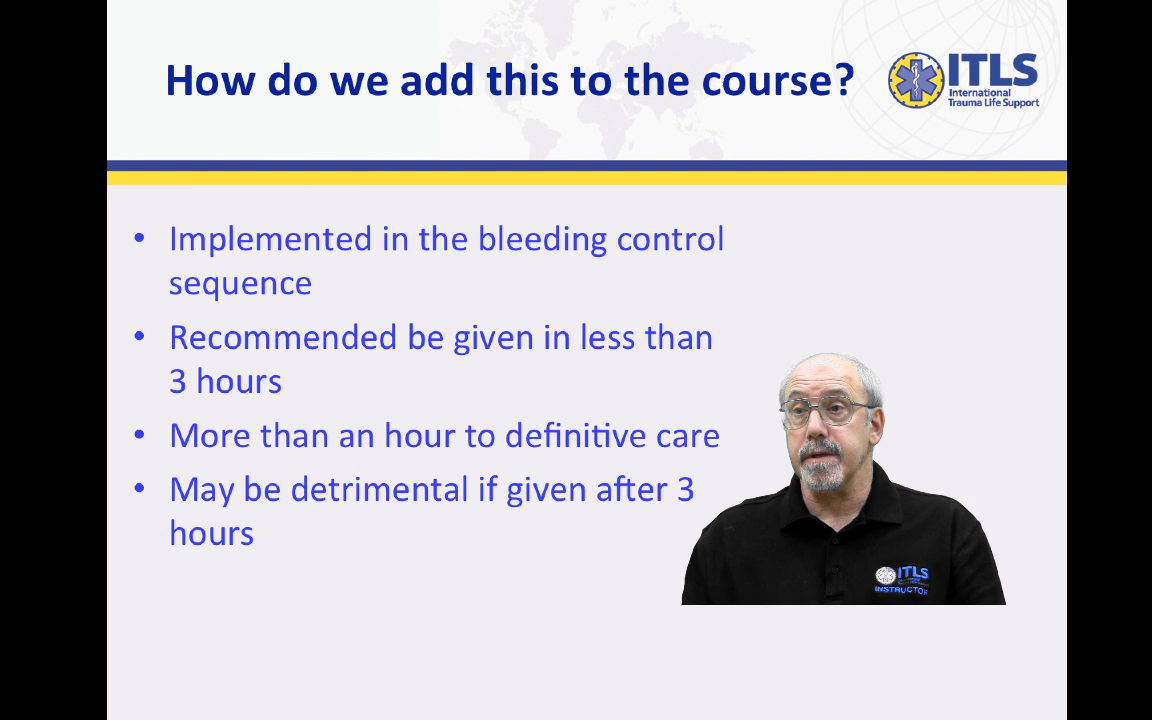 How do we add this to the course?
ITLS
International
Trauma Life Support
• Implemented in the bleeding control
sequence
• Recommended be given in less than
3 hours
• More than an hour to definitive care
• May be detrimental if given after 3
hours
ITLS
INSTRUCTOR